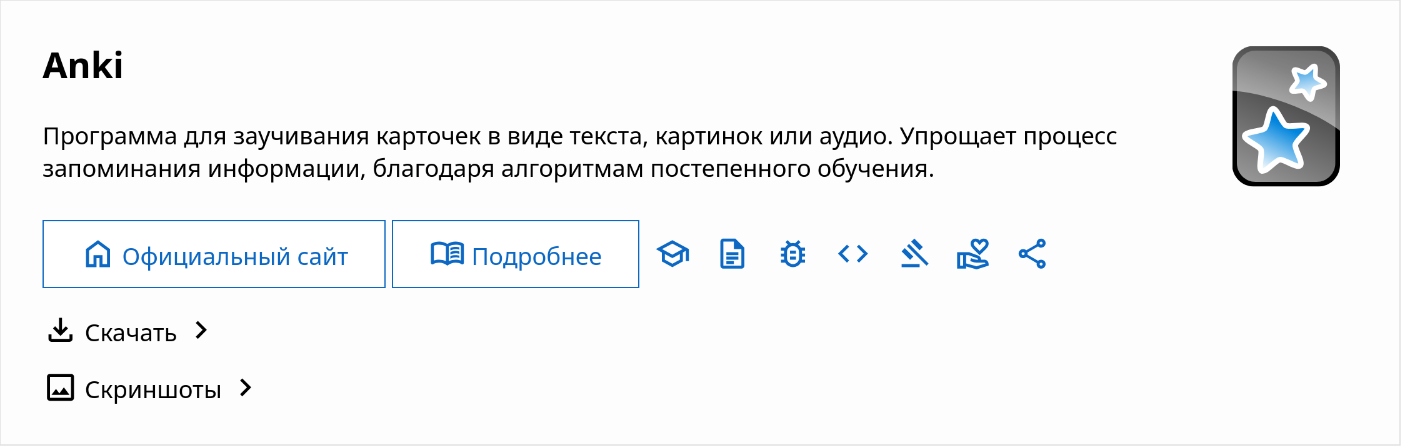 Anki
Программа для заучивания карточек в виде текста, картинок или аудио. Упрощает процесс
запоминания информации, благодаря алгоритмам постепенного обучения.
Официальный сайт
Подробнее
Скачать
Скриншоты